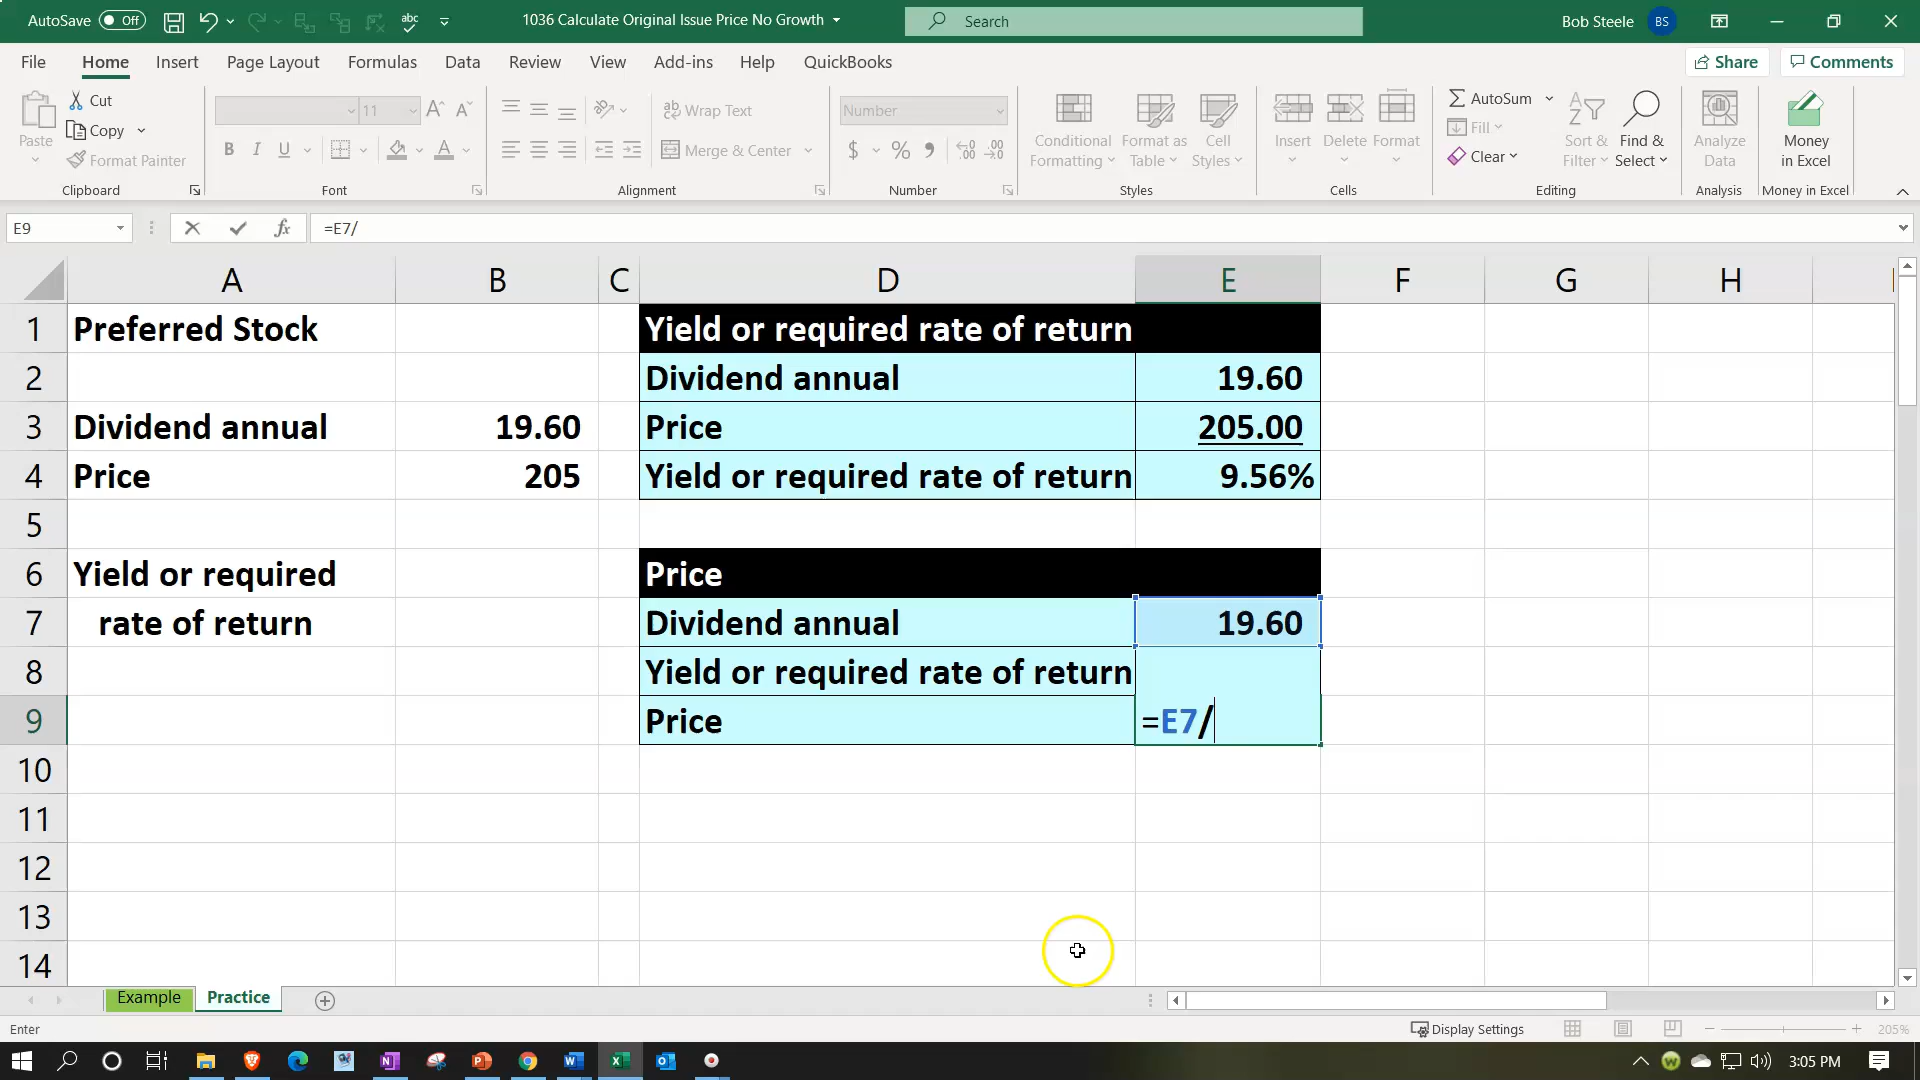 AutoSave Off 1036 Calculate Original Issue Price No Growth Search Bob Steele BS
File Home Insert Page Layout Formulas Data Review View Add-ins Help QuickBooks Share Comments
Paste Cut Copy Format Painter
Clipboard
11 B I U A A A
Font
ab Wrap Text
Merge & Center
Alignment
Number
$ % 9
Number
Conditional Formatting Format as Table Cell Styles
Styles
Insert Delete Format
Cells
AutoSum Fill Clear Sort & Filter Find & Select
Editing
Analyze Data
Analysis
Money in Excel
Money in Excel
E9 fx =E7/
A B C D E F G H
1 Preferred Stock Yield or required rate of return
2 Dividend annual 19.60
3 Dividend annual 19.60 Price 205.00
4 Price 205 Yield or required rate of return 9.56%
5
6 Yield or required Price
7 rate of return Dividend annual 19.60
8 Yield or required rate of return
9 Price =E7/
10
11
12
13
14
Example Practice
Enter Display Settings 205%
3:05 PM